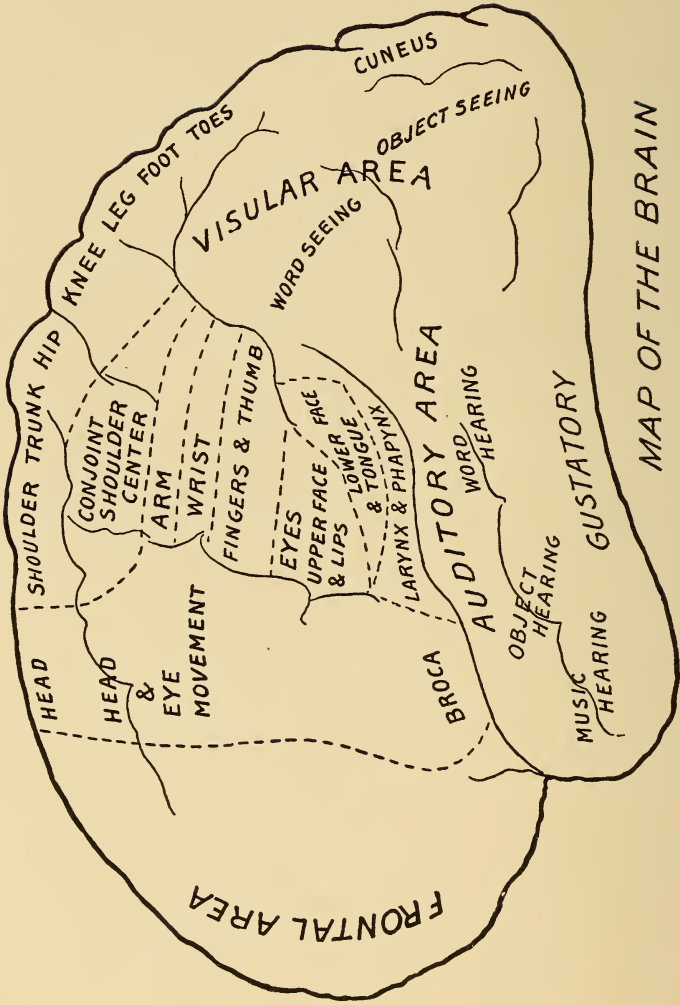 FRONTAL AREA
HEAD
HEAD
&
EYE
MOVEMENT
BROCA
SHOULDER TRUNK HIP
KNEE LEG FOOT TOES
CONJOINT
SHOULDER
CENTER
ARM
WRIST
FINGERS & THUMB
EYES
UPPER FACE
& LIPS
FACE
LOWER
& TONGUE
LARYNX & PHAPYNX
CUNEUS
OBJECT SEEING
VISULAR AREA
WORD SEEING
AUDITORY AREA
WORD
HEARING
OBJECT
HEARING
MUSIC
HEARING
GUSTATORY
MAP OF THE BRAIN